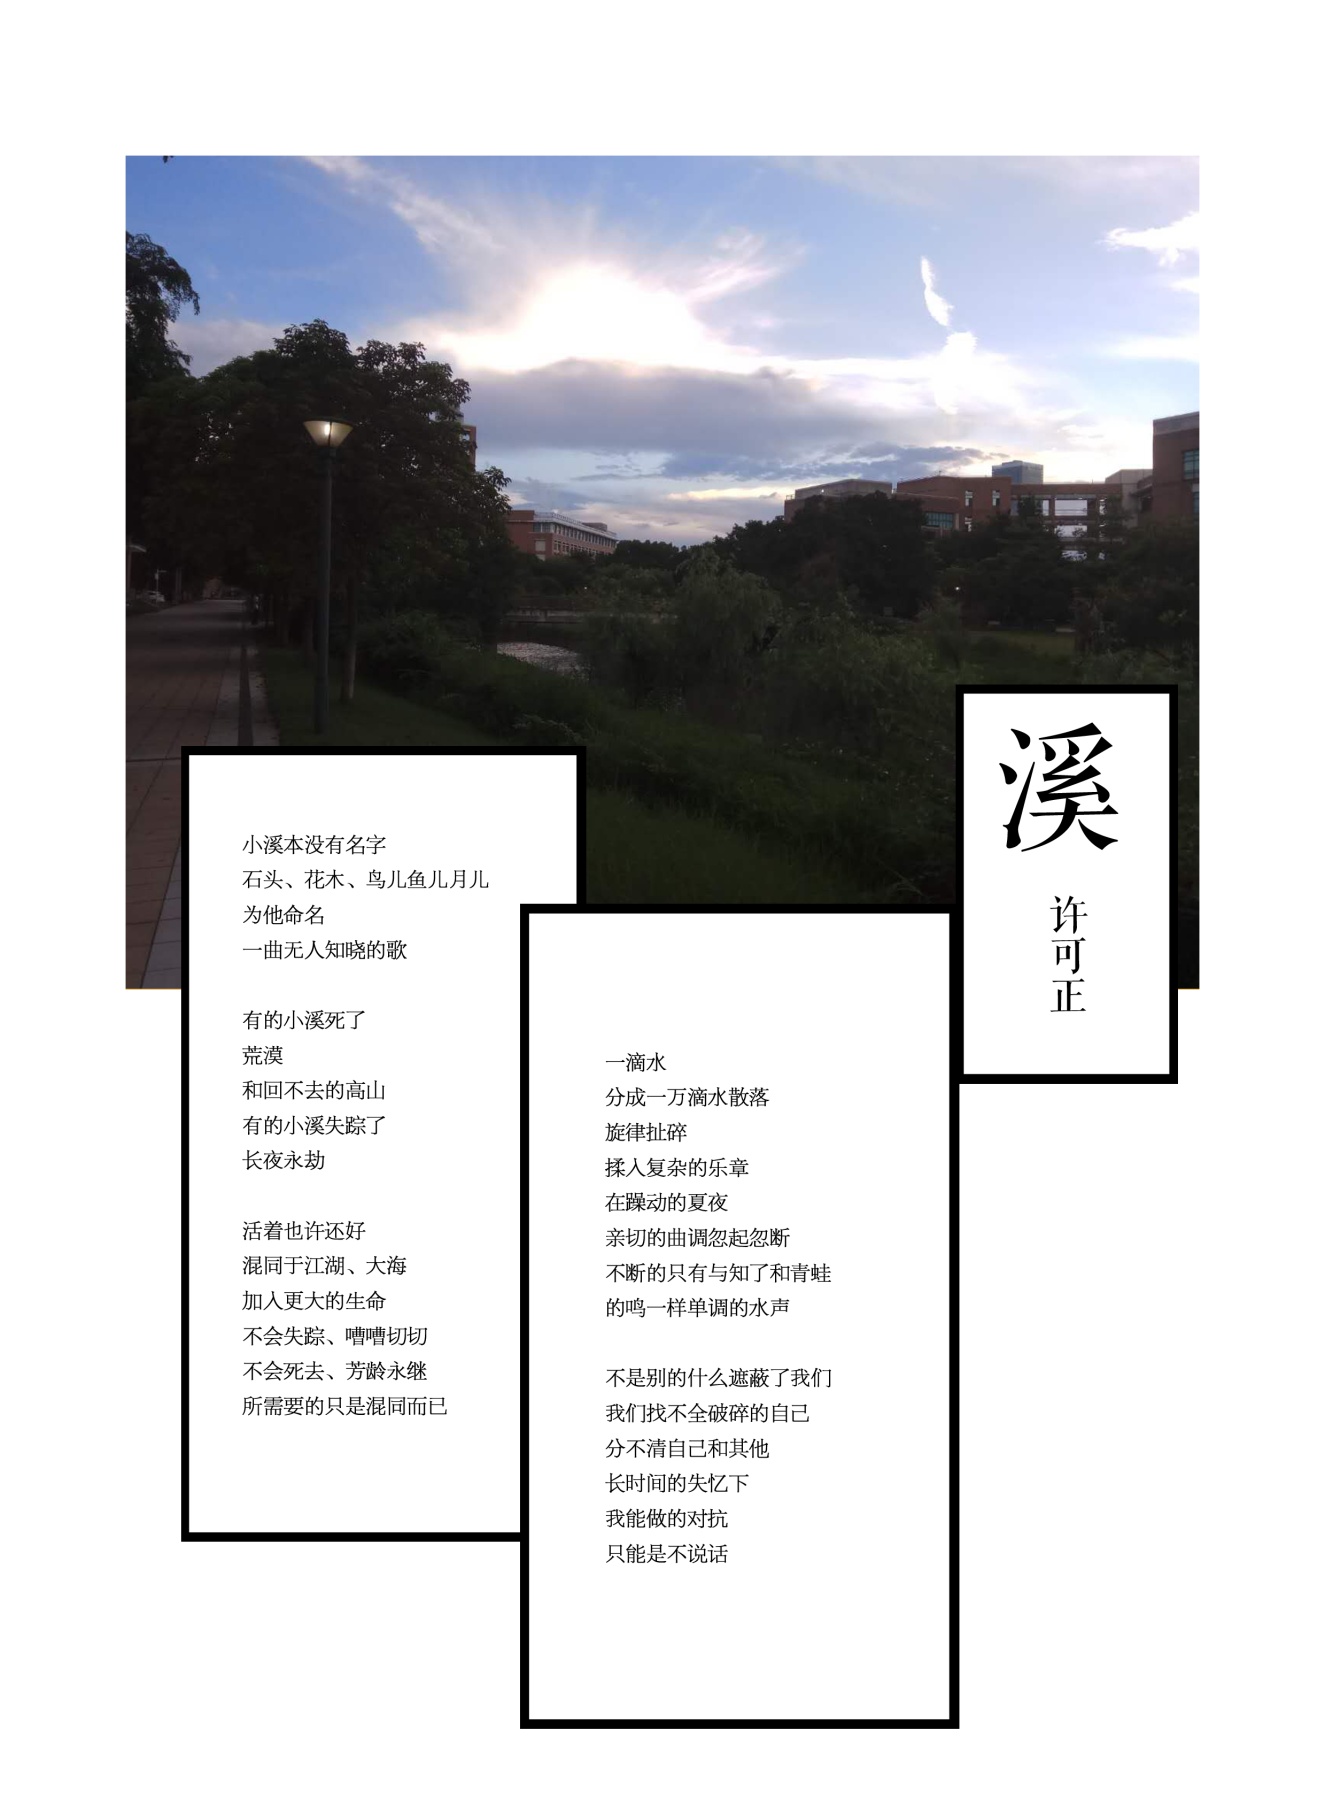 溪
许可正
小溪本没有名字
石头、花木、鸟儿鱼儿月儿
为他命名
一曲无人知晓的歌
有的小溪死了
荒漠
和回不去的高山
有的小溪失踪了
长夜永劫
活着也许还好
混同于江湖、大海
加入更大的生命
不会失踪、嘈嘈切切
不会死去、芳龄永继
所需要的只是混同而已
一滴水
分成一万滴水散落
旋律扯碎
揉入复杂的乐章
在躁动的夏夜
亲切的曲调忽起忽断
不断的只有与知了和青蛙
的鸣一样单调的水声
不是别的什么遮蔽了我们
我们找不全破碎的自己
分不清自己和其他
长时间的失忆下
我能做的对抗
只能是不说话